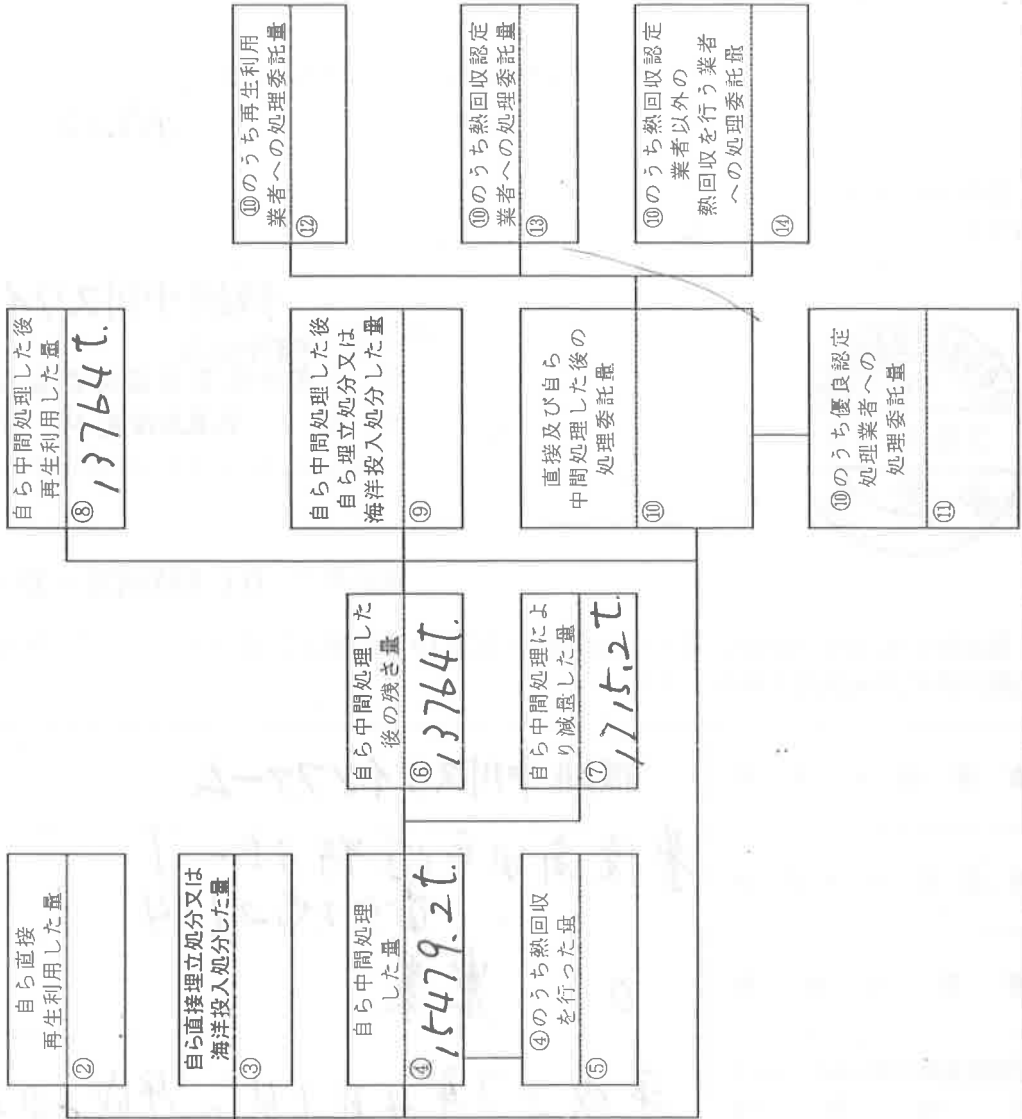 自ら直接
再生利用した量
②
自ら直接埋立処分又は
海洋投入処分した量
③
自ら中間処理
した量
④ 15479.2t.
④のうち熱回収
を行った量
⑤
自ら中間処理した
後の残さ量
⑥ 13764t.
自ら中間処理によ
り減量した量
⑦ 1715.2t.
自ら中間処理した後
再生利用した量
⑧ 13764t.
自ら中間処理した後
自ら埋立処分又は
海洋投入処分した量
⑨
直接及び自ら
中間処理した後の
処理委託量
⑩
⑩のうち優良認定
処理業者への
処理委託量
⑪
⑩のうち再生利用
業者への処理委託量
⑫
⑩のうち熱回収認定
業者への処理委託量
⑬
⑩のうち熱回収認定
業者以外の
熱回収を行う業者
への処理委託量
⑭